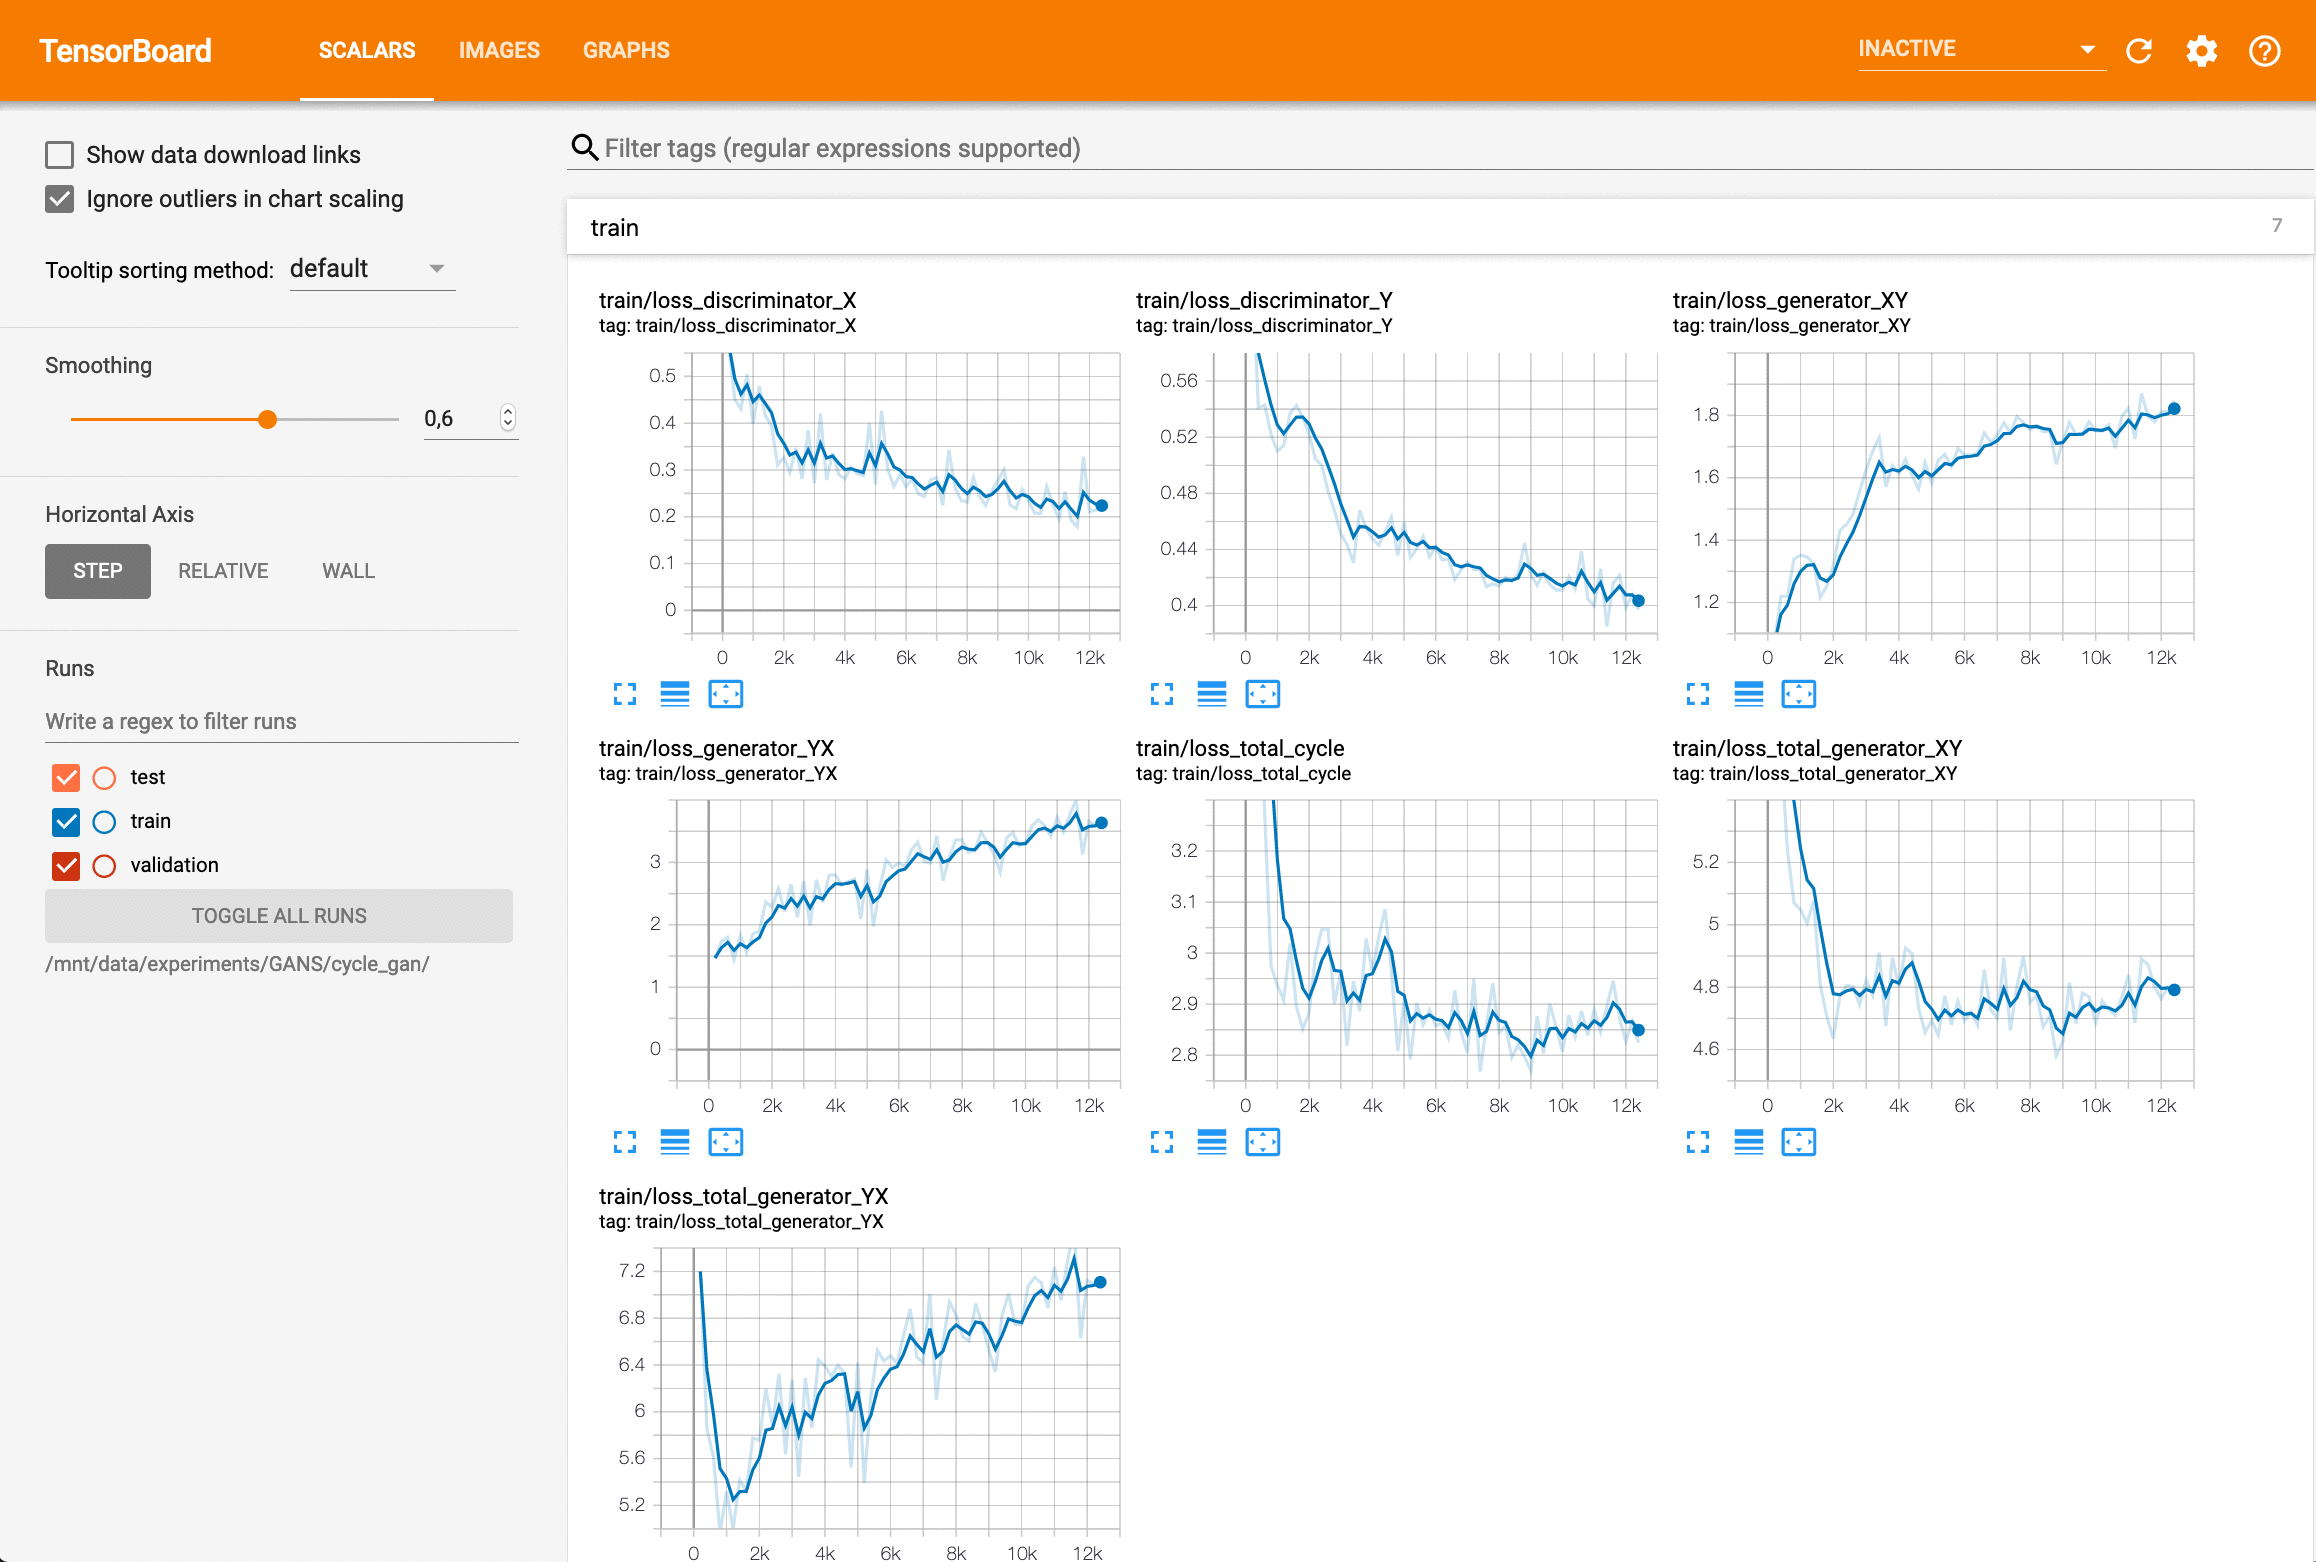 TensorBoard SCALARS IMAGES GRAPHS INACTIVE
Show data download links
Ignore outliers in chart scaling
Tooltip sorting method: default
Smoothing
0,6
Horizontal Axis
STEP RELATIVE WALL
Runs
Write a regex to filter runs
test
train
validation
TOGGLE ALL RUNS
/mnt/data/experiments/GANS/cycle_gan/
Filter tags (regular expressions supported)
train 7
train/loss_discriminator_X
tag: train/loss_discriminator_X
0.5
0.4
0.3
0.2
0.1
0
0 2k 4k 6k 8k 10k 12k
train/loss_discriminator_Y
tag: train/loss_discriminator_Y
0.56
0.52
0.48
0.44
0.4
0 2k 4k 6k 8k 10k 12k
train/loss_generator_XY
tag: train/loss_generator_XY
1.8
1.6
1.4
1.2
0 2k 4k 6k 8k 10k 12k
train/loss_generator_YX
tag: train/loss_generator_YX
3
2
1
0
0 2k 4k 6k 8k 10k 12k
train/loss_total_cycle
tag: train/loss_total_cycle
3.2
3.1
3
2.9
2.8
0 2k 4k 6k 8k 10k 12k
train/loss_total_generator_XY
tag: train/loss_total_generator_XY
5.2
5
4.8
4.6
0 2k 4k 6k 8k 10k 12k
train/loss_total_generator_YX
tag: train/loss_total_generator_YX
7.2
6.8
6.4
6
5.6
5.2
0 2k 4k 6k 8k 10k 12k